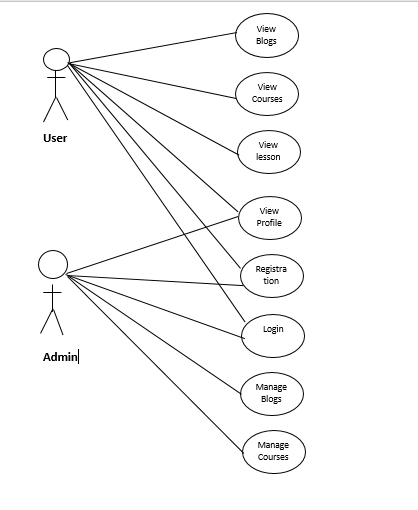 View
Blogs
View
Courses
View
lesson
User
View
Profile
Registra
tion
Login
Admin
Manage
Blogs
Manage
Courses